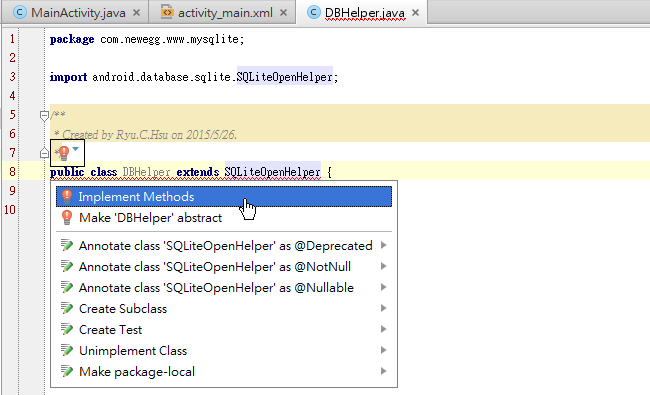 MainActivity.java
activity_main.xml
DBHelper.java
1 package com.newegg.www.mysqlite;
2
3 import android.database.sqlite.SQLiteOpenHelper;
4
5 /**
6 * Created by Ryu.C.Hsu on 2015/5/26.
7 *
8 public class DBHelper extends SQLiteOpenHelper {
9
10
Implement Methods
Make 'DBHelper' abstract
Annotate class 'SQLiteOpenHelper' as @Deprecated
Annotate class 'SQLiteOpenHelper' as @NotNull
Annotate class 'SQLiteOpenHelper' as @Nullable
Create Subclass
Create Test
Unimplement Class
Make package-local